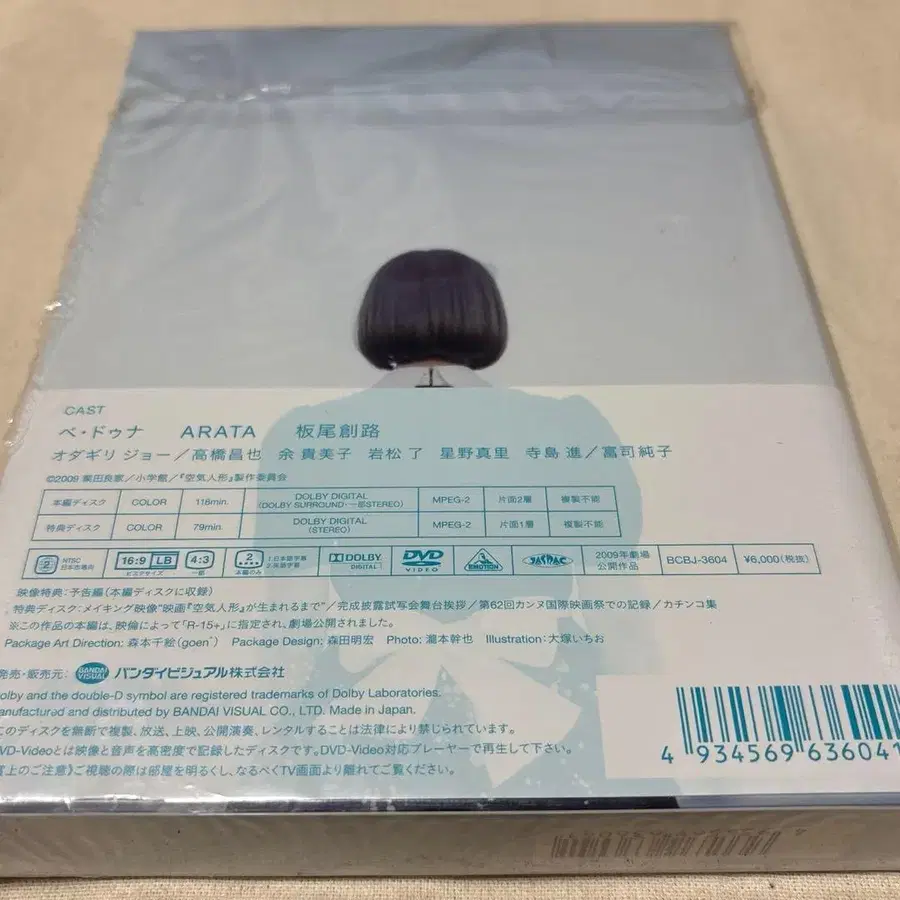 CAST
ペ・ドゥナ ARATA 板尾創路
オダギリ ジョー／高橋昌也 余 貴美子 岩松 了 星野真里 寺島 進／富司純子
©2009 業田良家／小学館／『空気人形』製作委員会
本編ディスク COLOR 116min. DOLBY DIGITAL (DOLBY SURROUND・一部STEREO) MPEG-2 片面2層 複製不能
特典ディスク COLOR 79min. DOLBY DIGITAL (STEREO) MPEG-2 片面1層 複製不能
2 NTSC 日本市場向 16:9 LB ビスタサイズ 4:3 一部 2 1.日本語字幕 2.英語字幕 本編のみ DOLBY DIGITAL DVD VIDEO EMOTION JASRAC 2009年劇場公開作品 BCBJ-3604 ¥6,000(税抜)
映像特典：予告編（本編ディスクに収録）
特典ディスク：メイキング映像“映画『空気人形』が生まれるまで”／完成披露試写会舞台挨拶／第62回カンヌ国際映画祭での記録／カチンコ集
※この作品の本編は、映倫によって「R-15+」に指定され、劇場公開されました。
Package Art Direction: 森本千絵(goen°) Package Design: 森田明宏 Photo: 瀧本幹也 Illustration: 大塚いちお
発売・販売元： BANDAI VISUAL バンダイビジュアル株式会社
Dolby and the double-D symbol are registered trademarks of Dolby Laboratories.
Manufactured and distributed by BANDAI VISUAL CO., LTD. Made in Japan.
このディスクを無断で複製、放送、上映、公開演奏、レンタルすることは法律により禁じられています。
DVD-Videoとは映像と音声を高密度で記録したディスクです。DVD-Video対応プレーヤーで再生して下さい。
《賞上のご注意》ご視聴の際は部屋を明るくし、なるべくTV画面より離れてご覧ください。
4 934569 636041